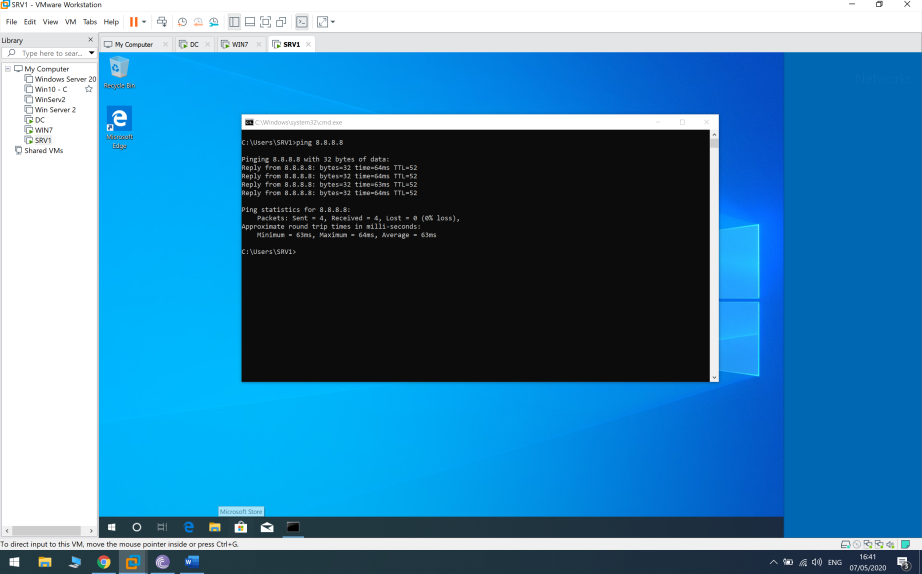 SRV1 - VMware Workstation
File Edit View VM Tabs Help
Library
Type here to sear...
My Computer
Windows Server 20
Win10 - C
WinServ2
Win Server 2
DC
WIN7
SRV1
Shared VMs
My Computer DC WIN7 SRV1
Recycle Bin
Microsoft
Edge
C:\Windows\system32\cmd.exe
C:\Users\SRV1>ping 8.8.8.8
Pinging 8.8.8.8 with 32 bytes of data:
Reply from 8.8.8.8: bytes=32 time=64ms TTL=52
Reply from 8.8.8.8: bytes=32 time=64ms TTL=52
Reply from 8.8.8.8: bytes=32 time=63ms TTL=52
Reply from 8.8.8.8: bytes=32 time=64ms TTL=52
Ping statistics for 8.8.8.8:
Packets: Sent = 4, Received = 4, Lost = 0 (0% loss),
Approximate round trip times in milli-seconds:
Minimum = 63ms, Maximum = 64ms, Average = 63ms
C:\Users\SRV1>
Microsoft Store
To direct input to this VM, move the mouse pointer inside or press Ctrl+G.
ENG
16:41
07/05/2020
3